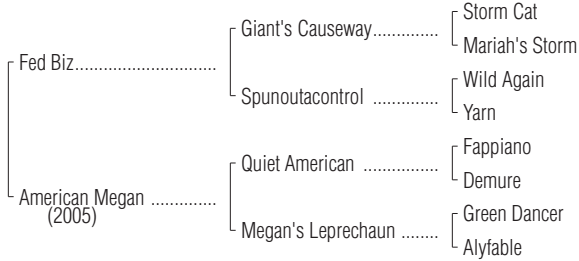 Storm Cat
Giant's Causeway..............
Mariah's Storm
Fed Biz.............................
Wild Again
Spunoutacontrol ..............
Yarn
Fappiano
Quiet American ................
Demure
American Megan ..............
(2005)
Green Dancer
Megan's Leprechaun ........
Alyfable